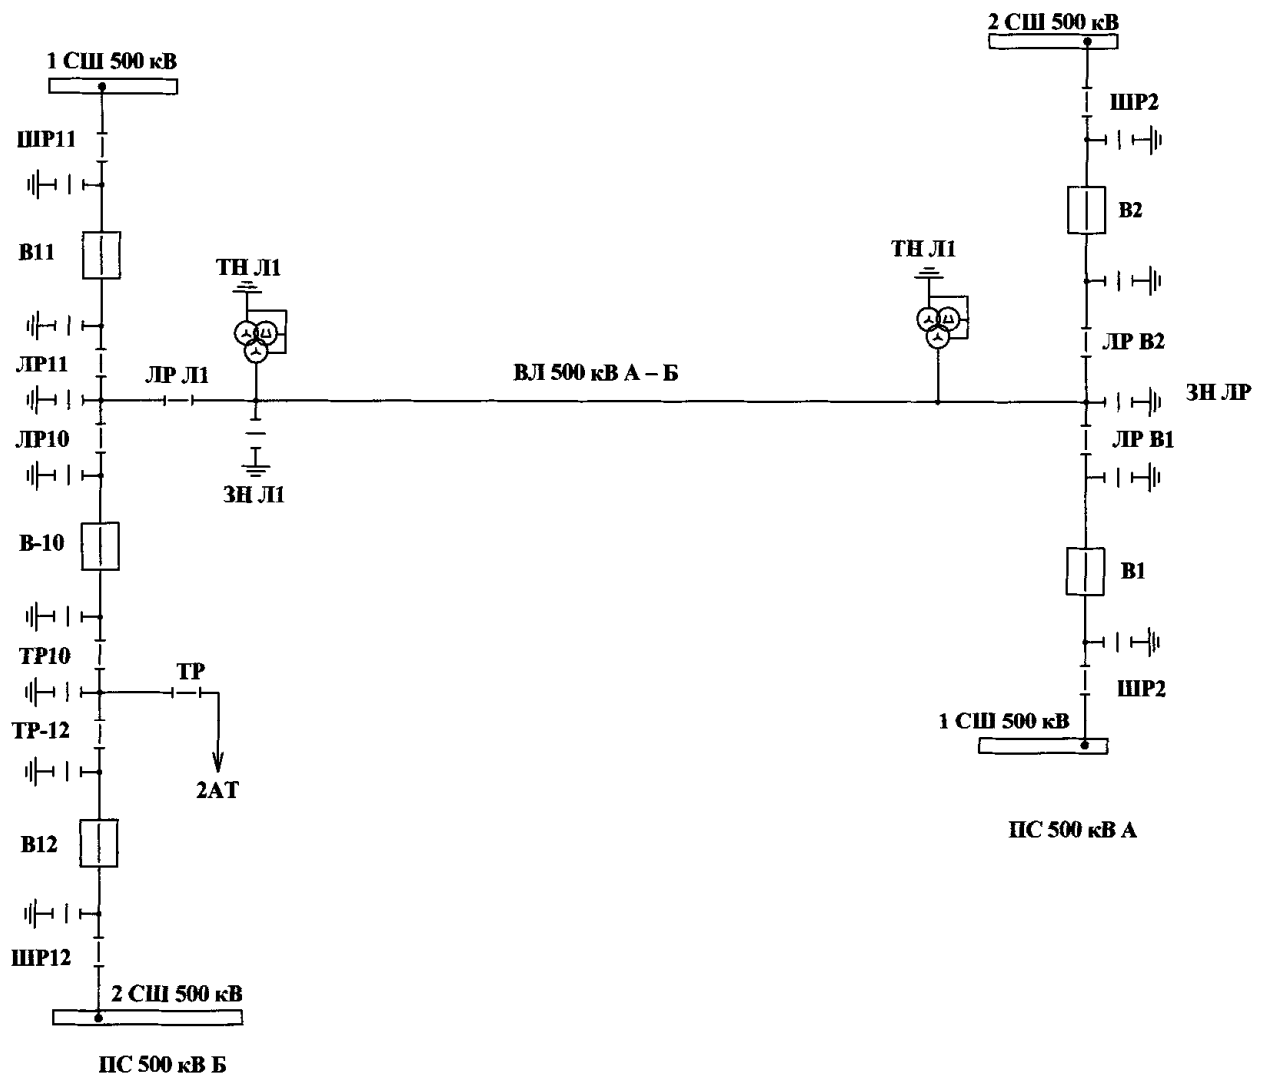 2 СШ 500 кВ
1 СШ 500 кВ
ШР2
ШР11
В2
В11
ТН Л1
ТН Л1
ЛР В2
ЛР11
ЛР Л1
ВЛ 500 кВ А – Б
ЗН ЛР
ЛР10
ЛР В1
ЗН Л1
В-10
В1
ТР10
ТР
ШР2
ТР-12
1 СШ 500 кВ
2АТ
ПС 500 кВ А
В12
ШР12
2 СШ 500 кВ
ПС 500 кВ Б